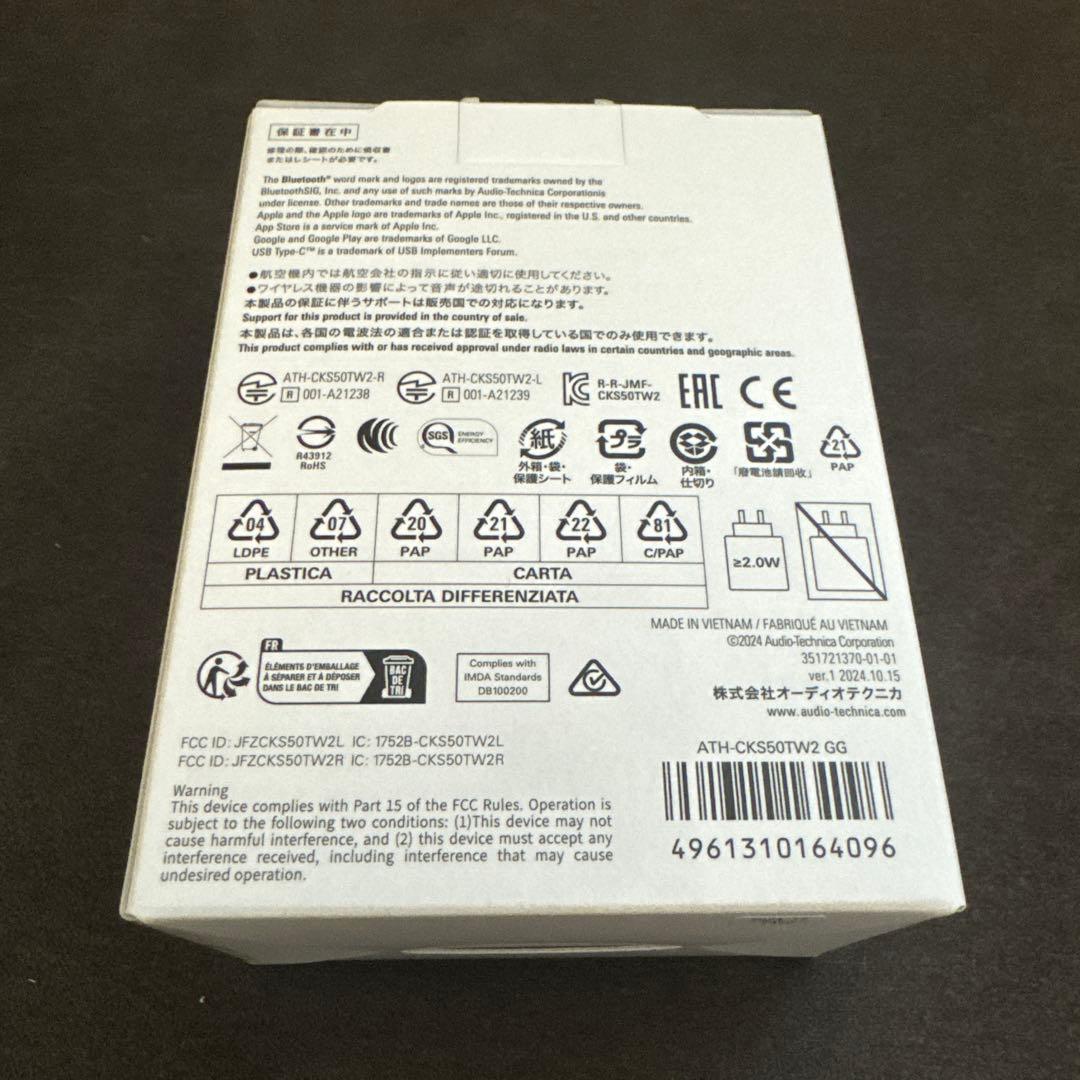 保証書在中
修理の際、確認のために領収書
またはレシートが必要です。
The Bluetooth® word mark and logos are registered trademarks owned by the
BluetoothSIG, Inc. and any use of such marks by Audio-Technica Corporationis
under license. Other trademarks and trade names are those of their respective owners.
Apple and the Apple logo are trademarks of Apple Inc., registered in the U.S. and other countries.
App Store is a service mark of Apple Inc.
Google and Google Play are trademarks of Google LLC.
USB Type-C™ is a trademark of USB Implementers Forum.
●航空機内では航空会社の指示に従い適切に使用してください。
●ワイヤレス機器の影響によって音声が途切れることがあります。
本製品の保証に伴うサポートは販売国での対応になります。
Support for this product is provided in the country of sale.
本製品は、各国の電波法の適合または認証を取得している国でのみ使用できます。
This product complies with or has received approval under radio laws in certain countries and geographic areas.
ATH-CKS50TW2-R
R 001-A21238
ATH-CKS50TW2-L
R 001-A21239
R-R-JMF-
CKS50TW2
EAC CE
R43912
RoHS
SGS ENERGY
EFFICIENCY
紙
外箱・袋・
保護シート
プラ
袋・
保護フィルム
内箱・
仕切り
「廢電池請回收」
21
PAP
04
LDPE
07
OTHER
20
PAP
21
PAP
22
PAP
81
C/PAP
PLASTICA
CARTA
RACCOLTA DIFFERENZIATA
≥2.0W
MADE IN VIETNAM / FABRIQUÉ AU VIETNAM
©2024 Audio-Technica Corporation
351721370-01-01
ver.1 2024.10.15
株式会社オーディオテクニカ
www.audio-technica.com
FR
ÉLÉMENTS D'EMBALLAGE
À SÉPARER ET À DÉPOSER
DANS LE BAC DE TRI
BAC
DE
TRI
Complies with
IMDA Standards
DB100200
FCC ID: JFZCKS50TW2L IC: 1752B-CKS50TW2L
FCC ID: JFZCKS50TW2R IC: 1752B-CKS50TW2R
Warning
This device complies with Part 15 of the FCC Rules. Operation is
subject to the following two conditions: (1)This device may not
cause harmful interference, and (2) this device must accept any
interference received, including interference that may cause
undesired operation.
ATH-CKS50TW2 GG
4961310164096